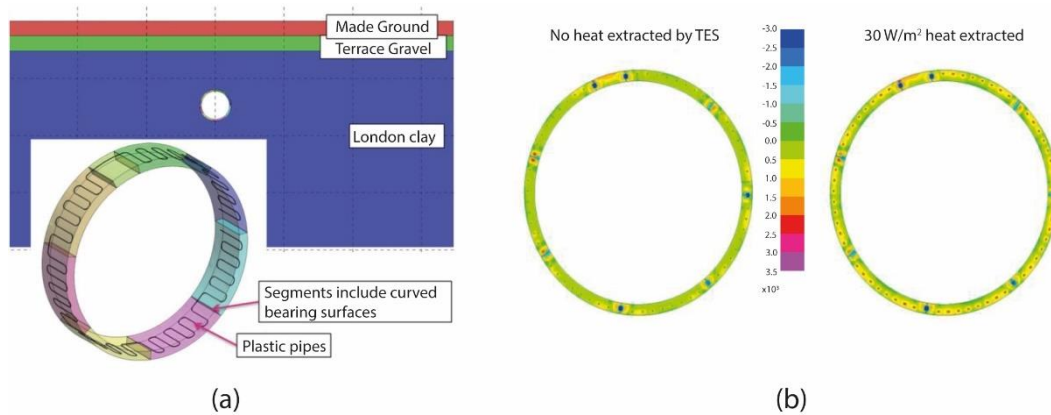 Made Ground
Terrace Gravel
London clay
Segments include curved
bearing surfaces
Plastic pipes
(a)
No heat extracted by TES
-3.0
-2.5
-2.0
-1.5
-1.0
-0.5
0.0
0.5
1.0
1.5
2.0
2.5
3.0
3.5
x10³
30 W/m² heat extracted
(b)